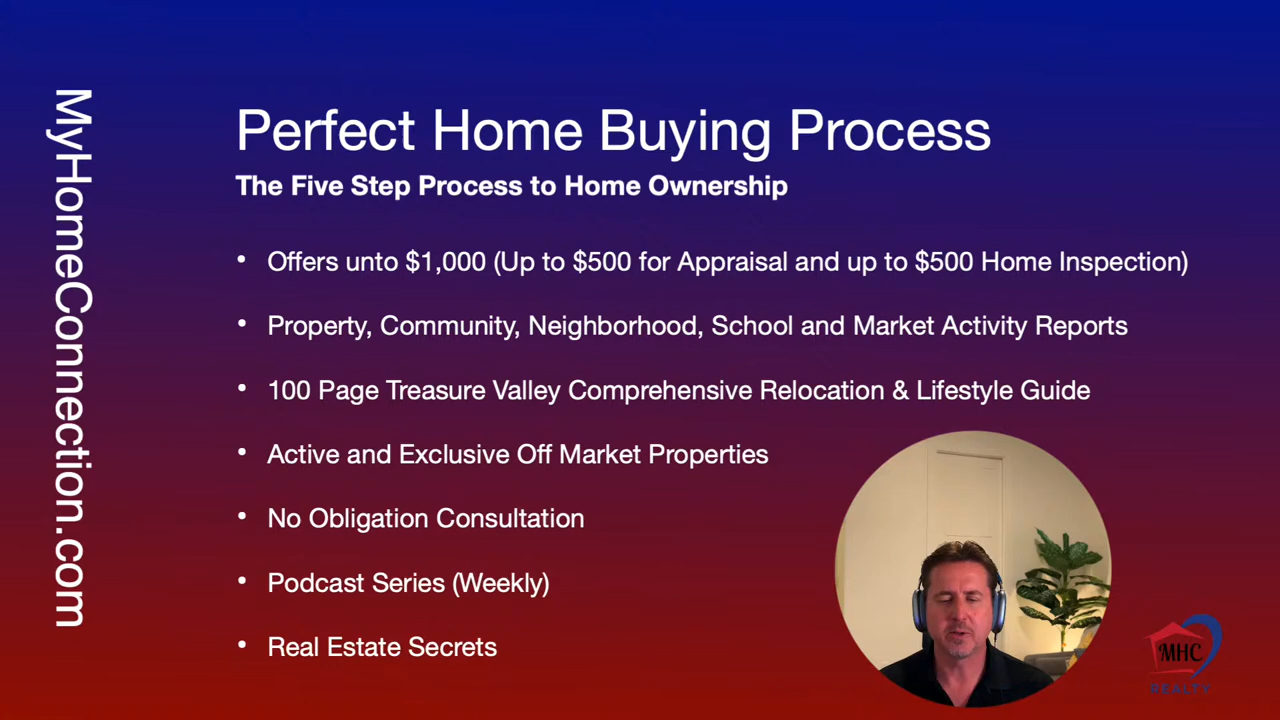 MyHomeConnection.com
Perfect Home Buying Process
The Five Step Process to Home Ownership
• Offers unto $1,000 (Up to $500 for Appraisal and up to $500 Home Inspection)
• Property, Community, Neighborhood, School and Market Activity Reports
• 100 Page Treasure Valley Comprehensive Relocation & Lifestyle Guide
• Active and Exclusive Off Market Properties
• No Obligation Consultation
• Podcast Series (Weekly)
• Real Estate Secrets
MHC
REALTY